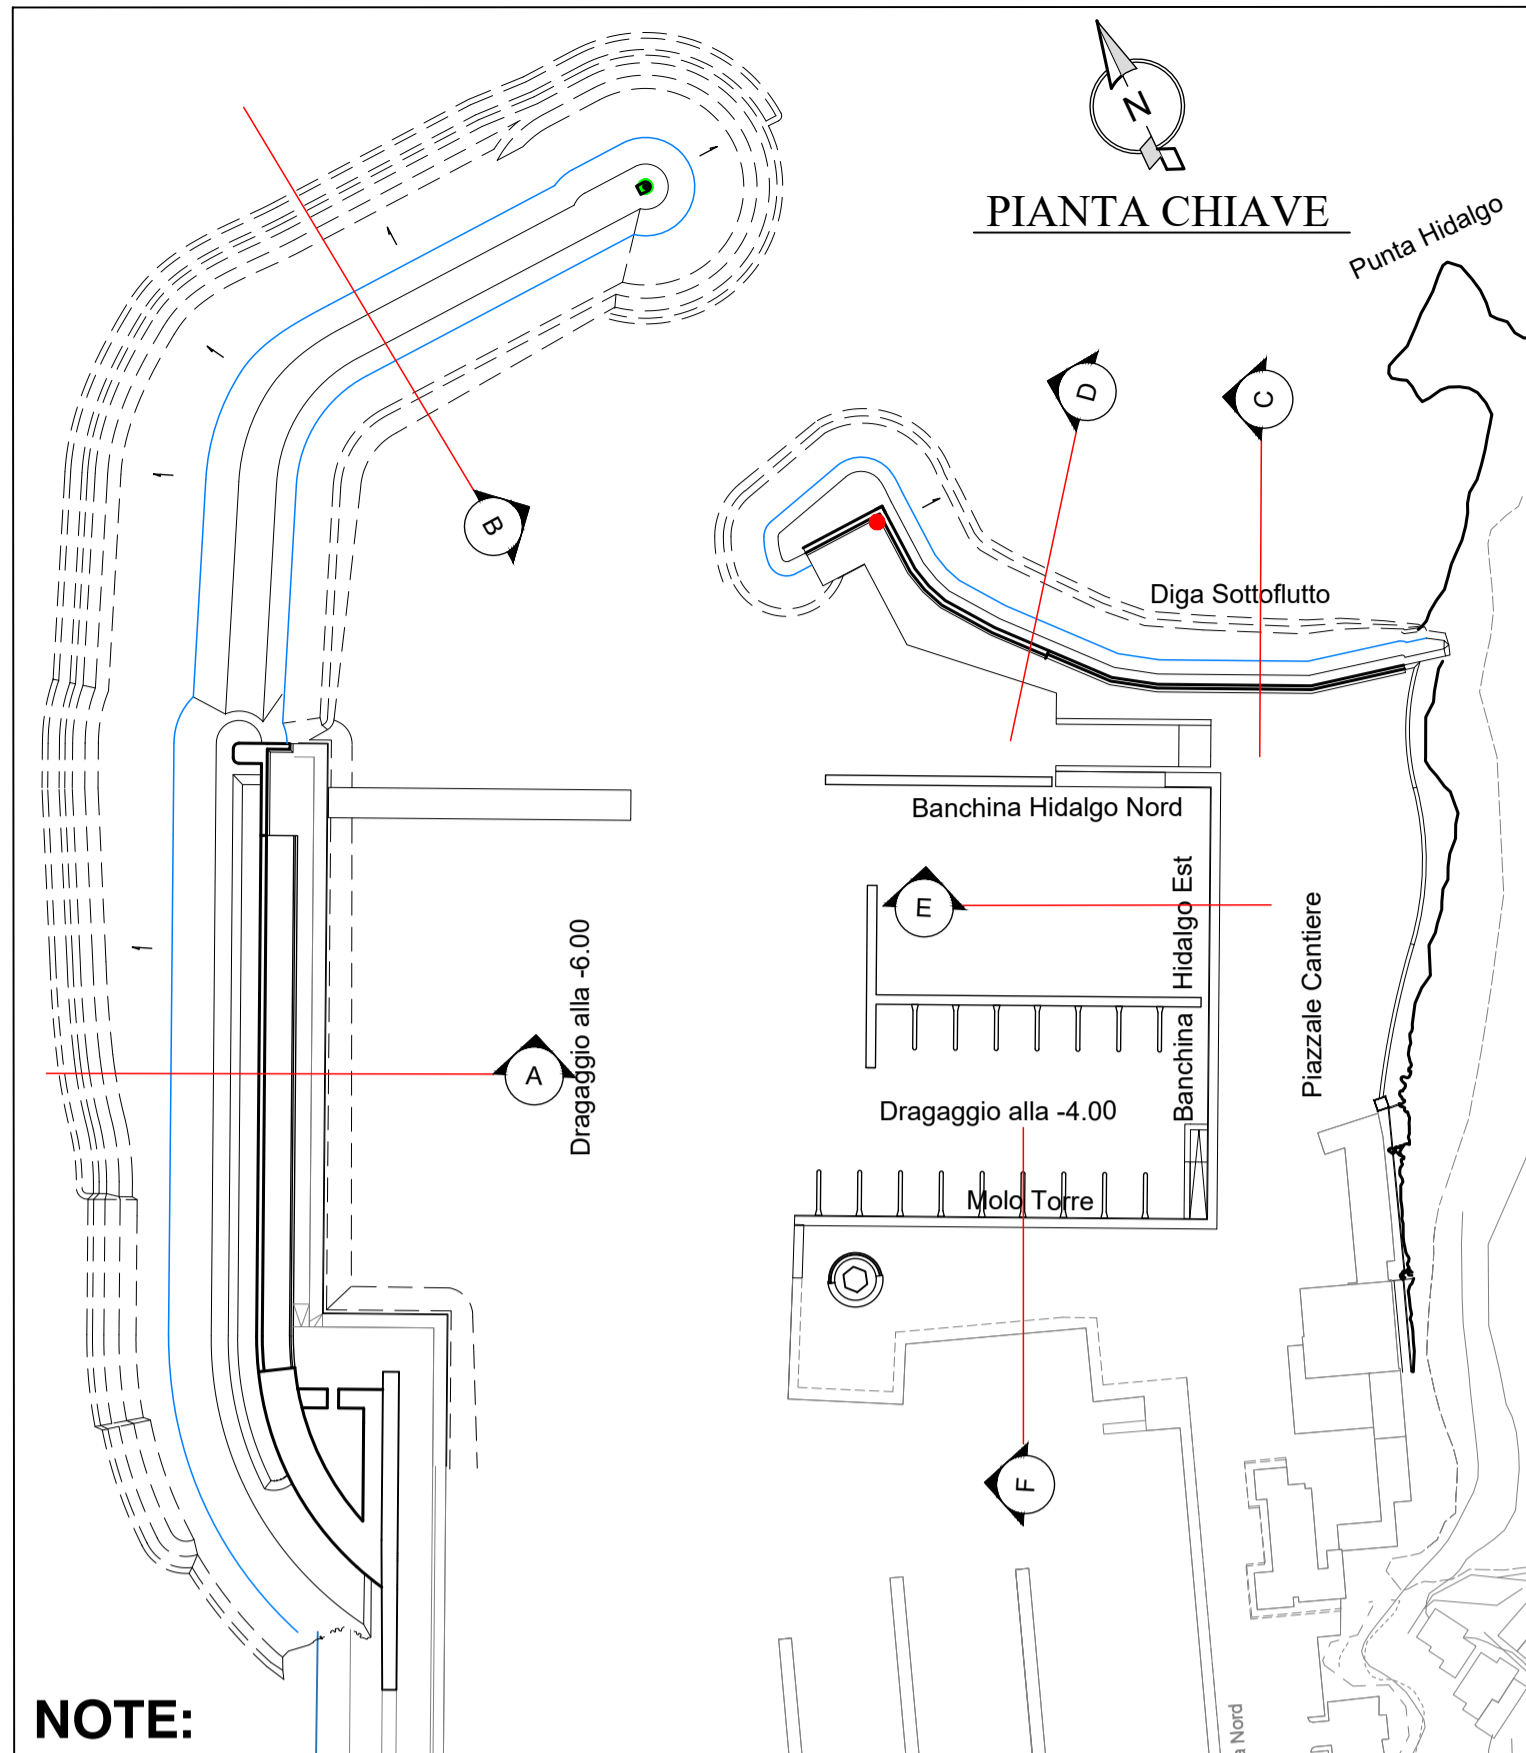 N
PIANTA CHIAVE
Punta Hidalgo
D
C
B
Diga Sottoflutto
Banchina Hidalgo Nord
E
Banchina Hidalgo Est
Piazzale Cantiere
Dragaggio alla -6.00
A
Dragaggio alla -4.00
Molo Torre
F
NOTE:
Nord